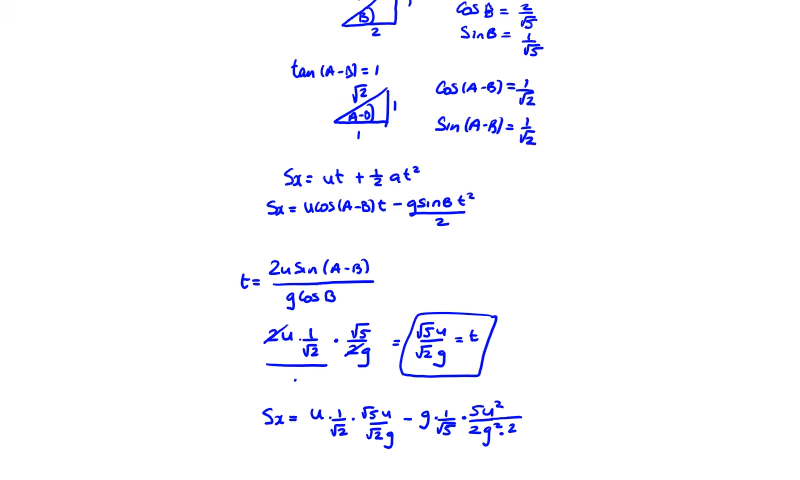 B
2
Cos B = 2/√5
Sin B = 1/√5
tan (A-B) = 1
√2
A-B
1
1
Cos (A-B) = 1/√2
Sin (A-B) = 1/√2
Sx = ut + 1/2 at²
Sx = u cos (A-B) t - g sin B t²/2
t = 2u Sin (A-B) / g Cos B
2u · 1/√2 · √5/2g = √5 u/√2 g = t
Sx = u · 1/√2 · √5 u/√2 g - g · 1/√5 · 5u²/2g² · 2